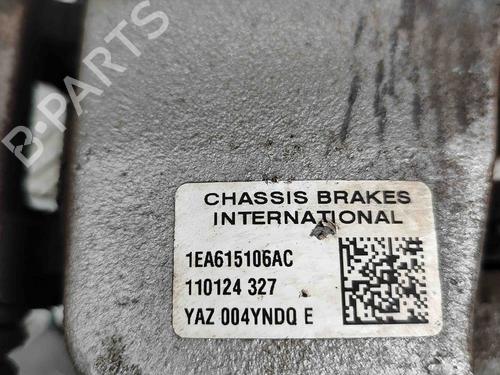 B-PARTS
CHASSIS BRAKES
INTERNATIONAL
1EA615106AC
110124 327
YAZ 004YNDQ E